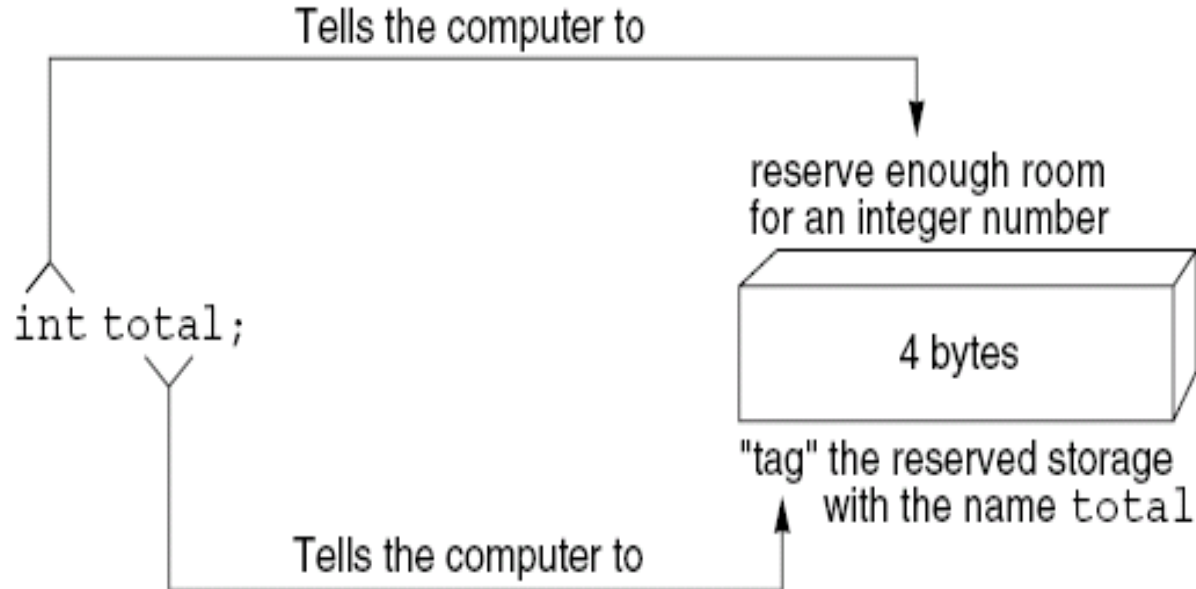 Tells the computer to
reserve enough room
for an integer number
int total;
4 bytes
"tag" the reserved storage
with the name total
Tells the computer to